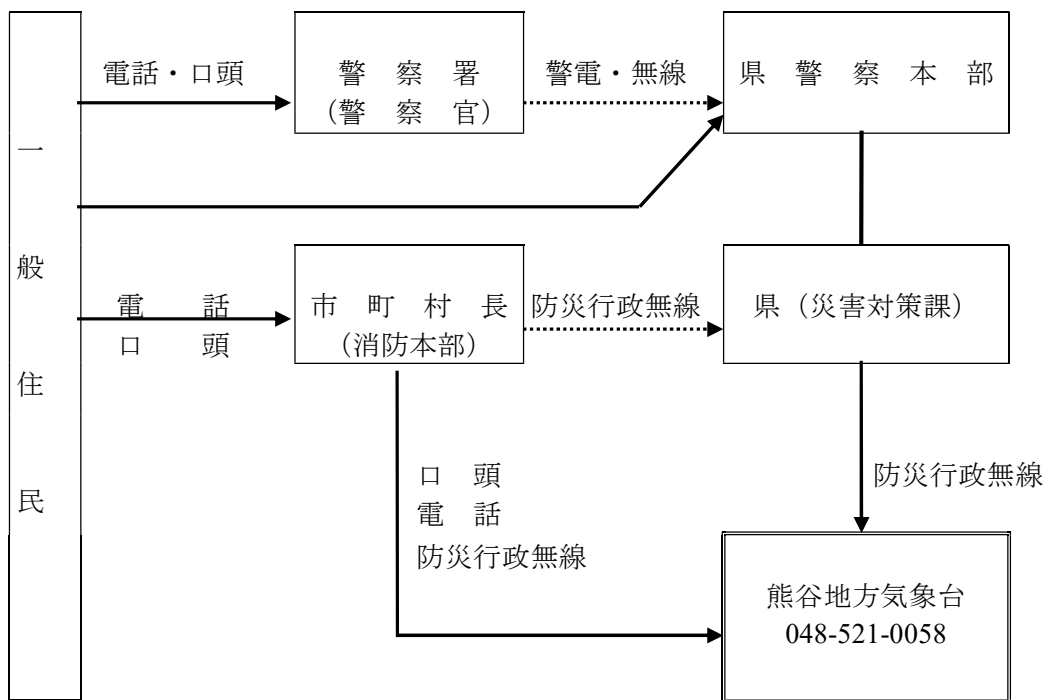 一般住民
電話・口頭
警察署
（警察官）
警電・無線
県警察本部
電話
口頭
市町村長
（消防本部）
防災行政無線
県（災害対策課）
口頭
電話
防災行政無線
防災行政無線
熊谷地方気象台
048-521-0058